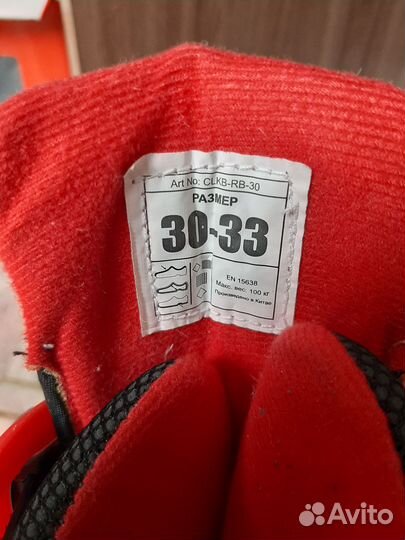 Art No: CLKB-RB-30
РАЗМЕР
30-33
EN 15638
Макс. вес. 100 кг
Произведено в Китае
Avito